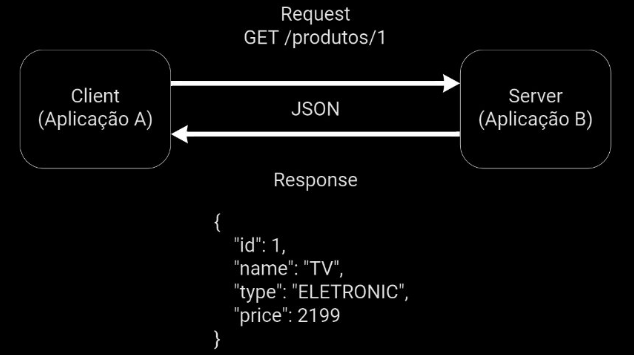 Request
GET /produtos/1
Client
(Aplicação A)
JSON
Server
(Aplicação B)
Response
{
"id": 1,
"name": "TV",
"type": "ELETRONIC",
"price": 2199
}